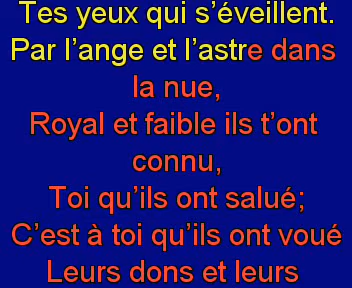 Tes yeux qui s'éveillent.
Par l'ange et l'astre dans
la nue,
Royal et faible ils t'ont
connu,
Toi qu'ils ont salué;
C'est à toi qu'ils ont voué
Leurs dons et leurs